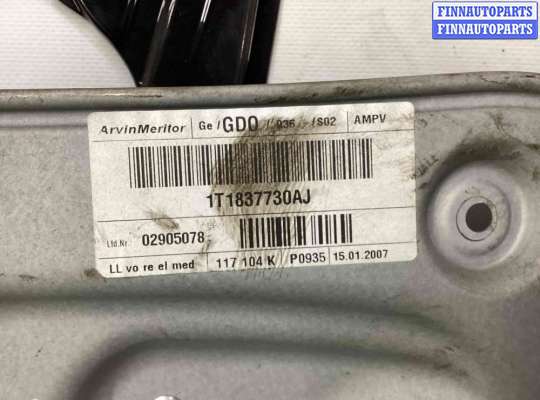 FINNAUTOPARTS
FINNAUTOPARTS
ArvinMeritor Ge / GDO / 036 / S02 AMPV
1T1837730AJ
Lfd.Nr. 02905078
LL vo re el med 117 104 K P0935 15.01.2007